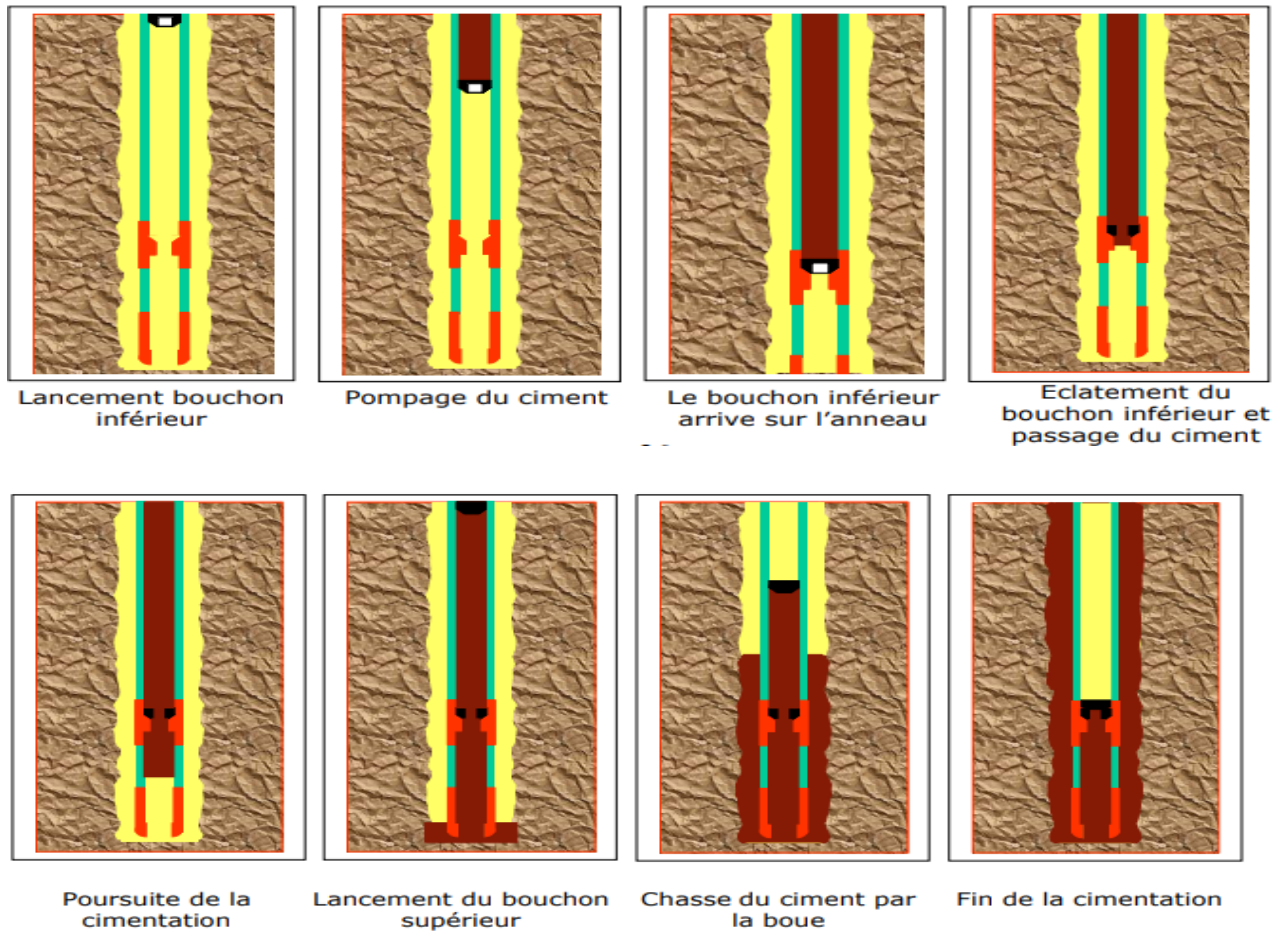 Lancement bouchon
inférieur
Pompage du ciment
Le bouchon inférieur
arrive sur l'anneau
Eclatement du
bouchon inférieur et
passage du ciment
Poursuite de la
cimentation
Lancement du bouchon
supérieur
Chasse du ciment par
la boue
Fin de la cimentation